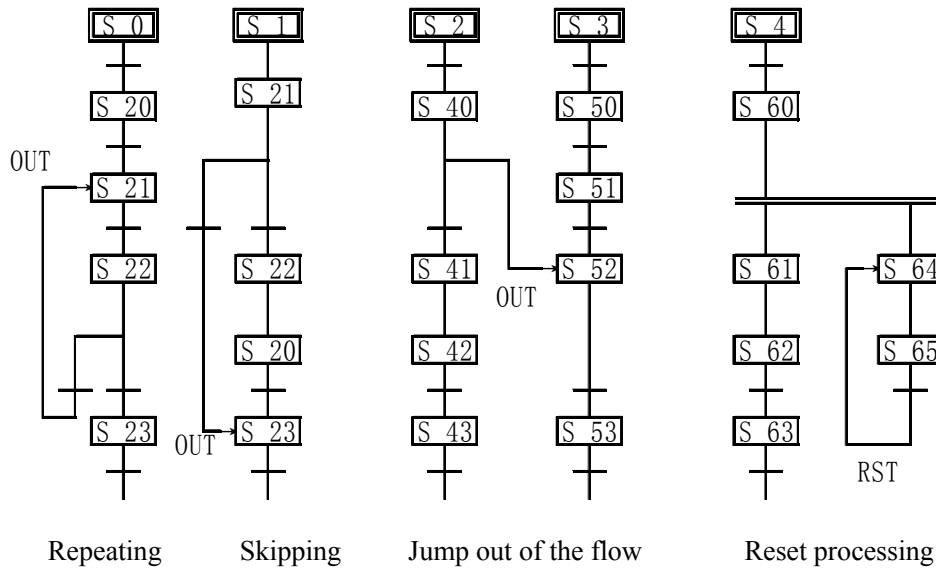 S 0 S 1 S 2 S 3 S 4
S 21
S 20 S 40 S 50 S 60
OUT
S 21 S 51
S 22 S 22 S 41 S 52 S 61 S 64
OUT
S 20 S 42 S 62 S 65
S 23 S 23 S 43 S 53 S 63
OUT
RST
Repeating Skipping Jump out of the flow Reset processing